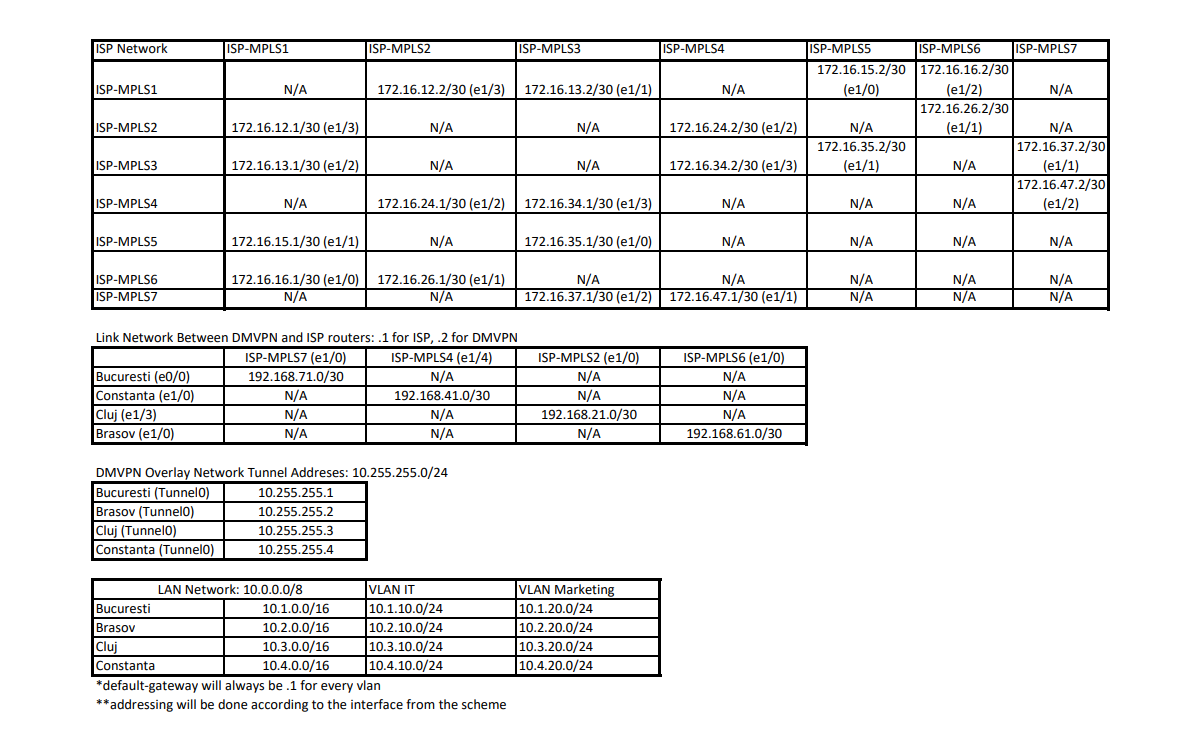 ISP Network ISP-MPLS1 ISP-MPLS2 ISP-MPLS3 ISP-MPLS4 ISP-MPLS5 ISP-MPLS6 ISP-MPLS7
ISP-MPLS1 N/A 172.16.12.2/30 (e1/3) 172.16.13.2/30 (e1/1) N/A 172.16.15.2/30 (e1/0) 172.16.16.2/30 (e1/2) N/A
ISP-MPLS2 172.16.12.1/30 (e1/3) N/A N/A 172.16.24.2/30 (e1/2) N/A 172.16.26.2/30 (e1/1) N/A
ISP-MPLS3 172.16.13.1/30 (e1/2) N/A N/A 172.16.34.2/30 (e1/3) 172.16.35.2/30 (e1/1) N/A 172.16.37.2/30 (e1/1)
ISP-MPLS4 N/A 172.16.24.1/30 (e1/2) 172.16.34.1/30 (e1/3) N/A N/A N/A 172.16.47.2/30 (e1/2)
ISP-MPLS5 172.16.15.1/30 (e1/1) N/A 172.16.35.1/30 (e1/0) N/A N/A N/A N/A
ISP-MPLS6 172.16.16.1/30 (e1/0) 172.16.26.1/30 (e1/1) N/A N/A N/A N/A N/A
ISP-MPLS7 N/A N/A 172.16.37.1/30 (e1/2) 172.16.47.1/30 (e1/1) N/A N/A N/A
Link Network Between DMVPN and ISP routers: .1 for ISP, .2 for DMVPN
ISP-MPLS7 (e1/0) ISP-MPLS4 (e1/4) ISP-MPLS2 (e1/0) ISP-MPLS6 (e1/0)
Bucuresti (e0/0) 192.168.71.0/30 N/A N/A N/A
Constanta (e1/0) N/A 192.168.41.0/30 N/A N/A
Cluj (e1/3) N/A N/A 192.168.21.0/30 N/A
Brasov (e1/0) N/A N/A N/A 192.168.61.0/30
DMVPN Overlay Network Tunnel Addreses: 10.255.255.0/24
Bucuresti (Tunnel0) 10.255.255.1
Brasov (Tunnel0) 10.255.255.2
Cluj (Tunnel0) 10.255.255.3
Constanta (Tunnel0) 10.255.255.4
LAN Network: 10.0.0.0/8 VLAN IT VLAN Marketing
Bucuresti 10.1.0.0/16 10.1.10.0/24 10.1.20.0/24
Brasov 10.2.0.0/16 10.2.10.0/24 10.2.20.0/24
Cluj 10.3.0.0/16 10.3.10.0/24 10.3.20.0/24
Constanta 10.4.0.0/16 10.4.10.0/24 10.4.20.0/24
*default-gateway will always be .1 for every vlan
**addressing will be done according to the interface from the scheme